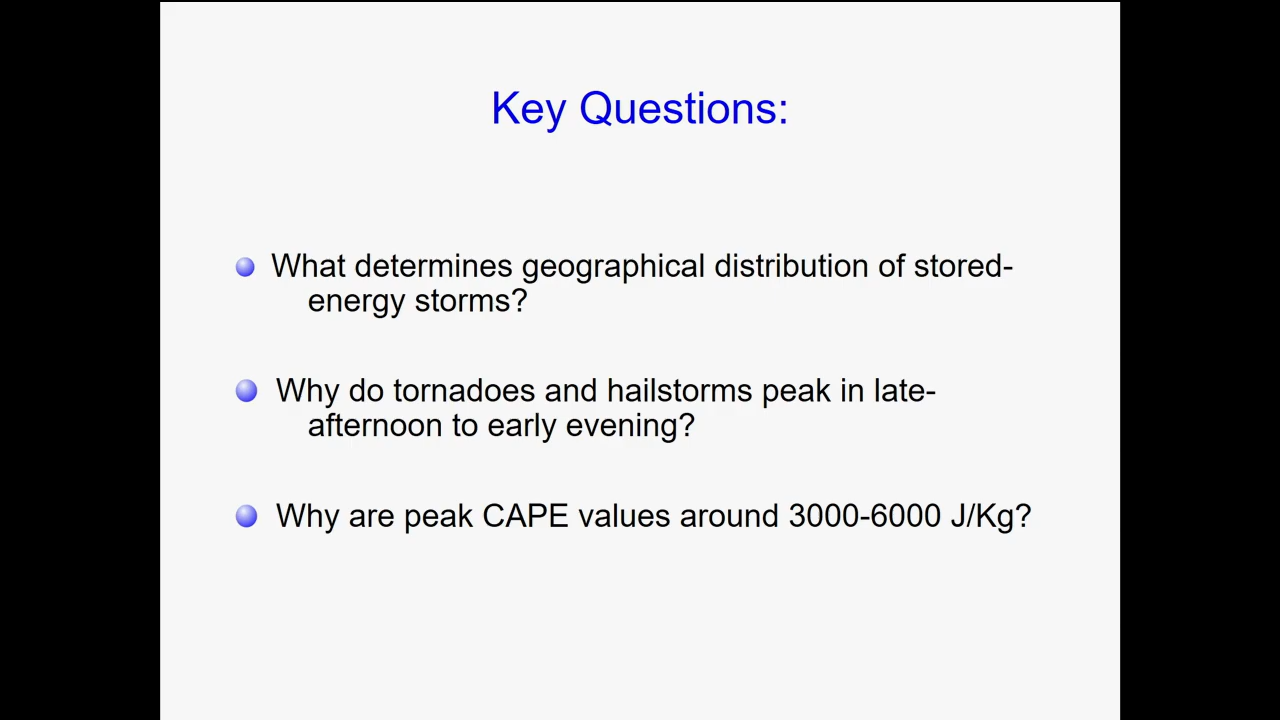 Key Questions:
What determines geographical distribution of stored-
energy storms?
Why do tornadoes and hailstorms peak in late-
afternoon to early evening?
Why are peak CAPE values around 3000-6000 J/Kg?